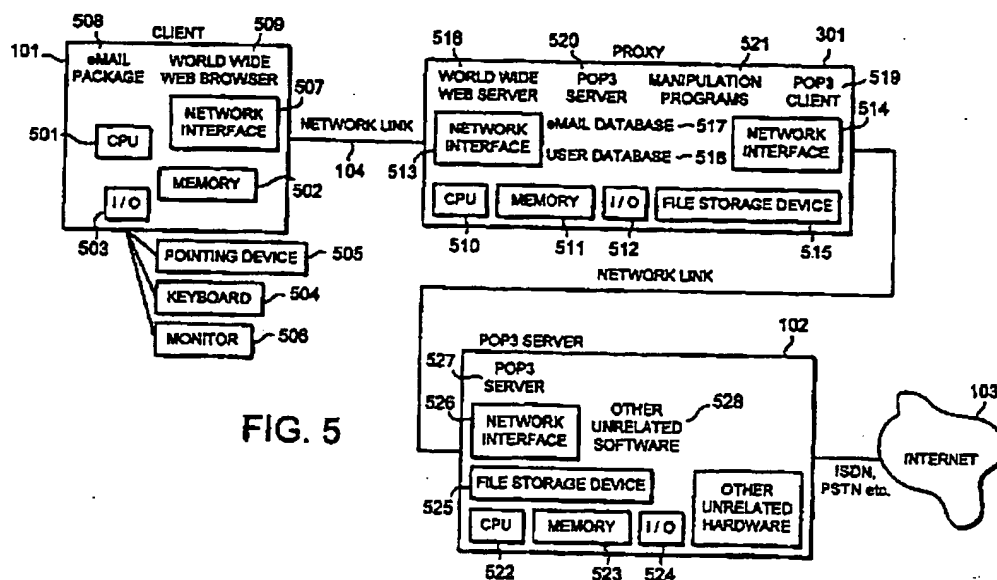 508
CLIENT
509
101
eMAIL PACKAGE
WORLD WIDE WEB BROWSER
507
501
CPU
NETWORK INTERFACE
MEMORY
502
I/O
503
POINTING DEVICE
505
KEYBOARD
504
MONITOR
506
NETWORK LINK
104
518
520
PROXY
521
301
WORLD WIDE WEB SERVER
POP3 SERVER
MANIPULATION PROGRAMS
POP3 CLIENT
519
NETWORK INTERFACE
513
eMAIL DATABASE
517
USER DATABASE
516
NETWORK INTERFACE
514
CPU
MEMORY
I/O
FILE STORAGE DEVICE
510
511
512
515
NETWORK LINK
POP3 SERVER
102
527
POP3 SERVER
526
NETWORK INTERFACE
OTHER UNRELATED SOFTWARE
528
FILE STORAGE DEVICE
525
CPU
MEMORY
I/O
OTHER UNRELATED HARDWARE
522
523
524
ISDN, PSTN etc.
INTERNET
103
FIG. 5